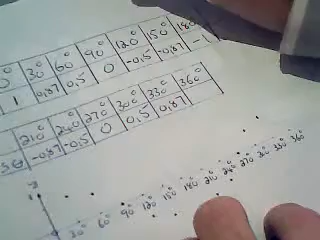 0 30° 60° 90° 120° 150° 180°
1 0,87 0,5 0 -0,5 -0,87 -1
210° 240° 270° 300° 330° 360°
-0,87 -0,5 0 0,5 0,87
y
30° 60° 90° 120° 150° 180° 210° 240° 270° 300° 330° 360°